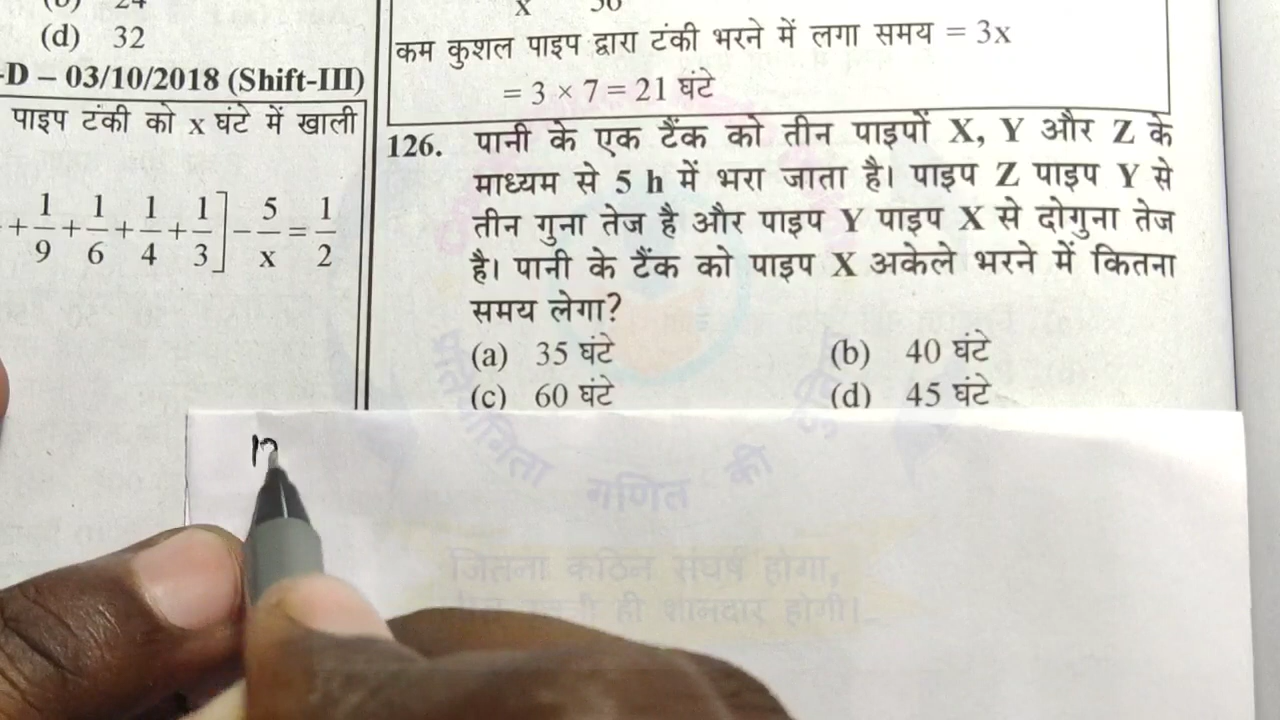 (d) 32
-D – 03/10/2018 (Shift-III)
पाइप टंकी को x घंटे में खाली
+ 1/9 + 1/6 + 1/4 + 1/3 ] – 5/x = 1/2
कम कुशल पाइप द्वारा टंकी भरने में लगा समय = 3x
= 3 × 7 = 21 घंटे
126. पानी के एक टैंक को तीन पाइपों X, Y और Z के
माध्यम से 5 h में भरा जाता है। पाइप Z पाइप Y से
तीन गुना तेज है और पाइप Y पाइप X से दोगुना तेज
है। पानी के टैंक को पाइप X अकेले भरने में कितना
समय लेगा?
(a) 35 घंटे (b) 40 घंटे
(c) 60 घंटे (d) 45 घंटे
गणित की
जितना कठिन संघर्ष होगा,
ही शानदार होगी।